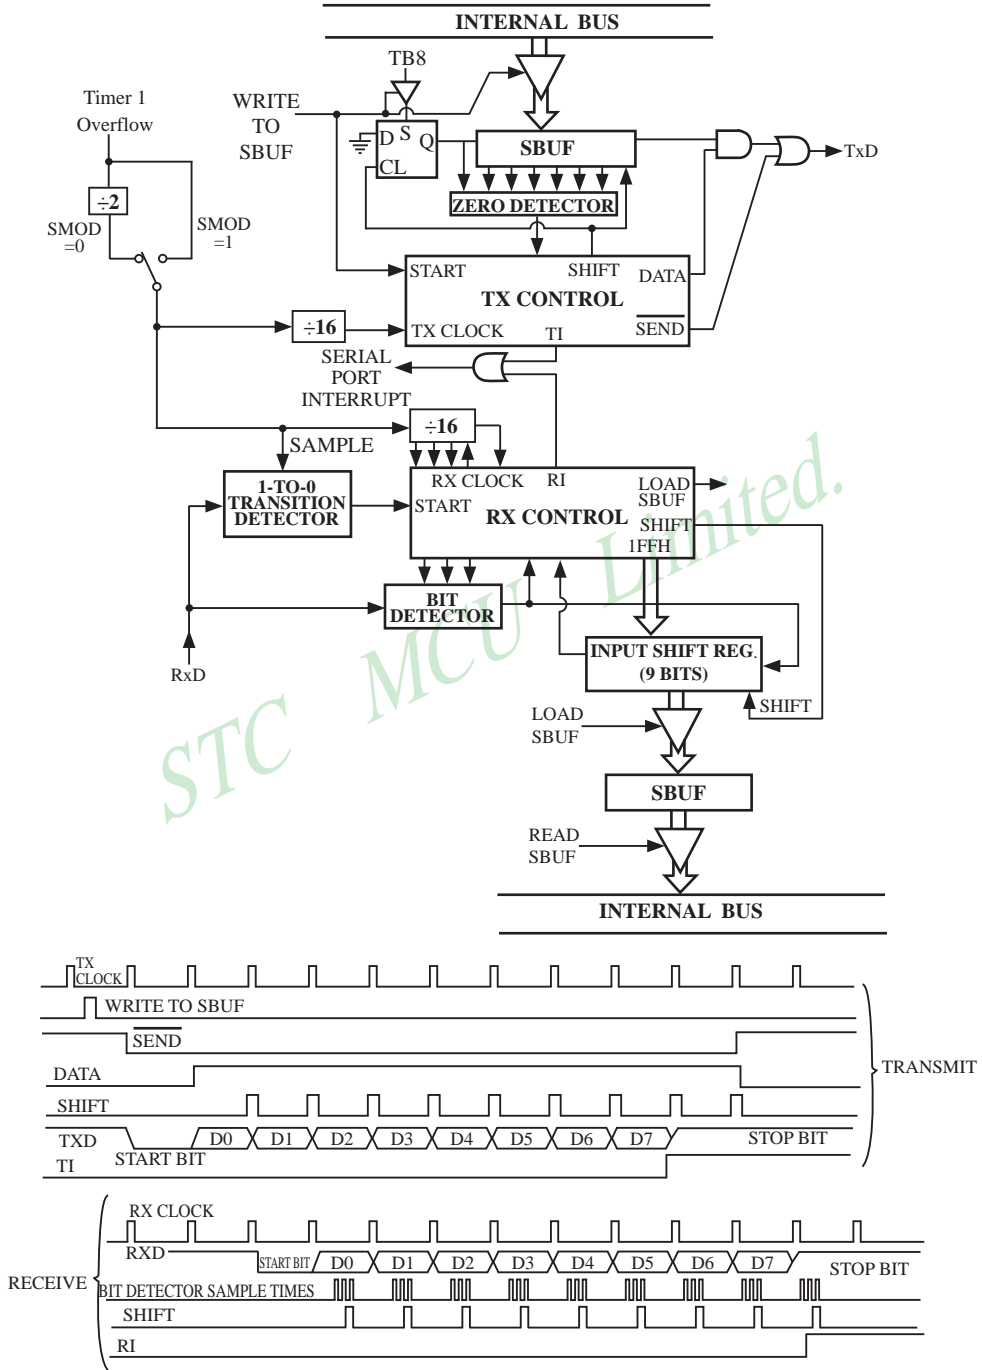 INTERNAL BUS
TB8
Timer 1
Overflow
WRITE
TO
SBUF
D
S
Q
CL
SBUF
TxD
÷2
ZERO DETECTOR
SMOD
=0
SMOD
=1
START
SHIFT
DATA
TX CONTROL
÷16
TX CLOCK
TI
SEND
SERIAL
PORT
INTERRUPT
÷16
SAMPLE
1-TO-0
TRANSITION
DETECTOR
RX CLOCK
RI
LOAD
SBUF
START
RX CONTROL
SHIFT
1FFH
BIT
DETECTOR
RxD
INPUT SHIFT REG.
(9 BITS)
SHIFT
LOAD
SBUF
SBUF
READ
SBUF
INTERNAL BUS
STC MCU Limited.
TX
CLOCK
WRITE TO SBUF
SEND
DATA
TRANSMIT
SHIFT
TXD
START BIT
D0 D1 D2 D3 D4 D5 D6 D7
STOP BIT
TI
RX CLOCK
RXD
START BIT
D0 D1 D2 D3 D4 D5 D6 D7
STOP BIT
RECEIVE
BIT DETECTOR SAMPLE TIMES
SHIFT
RI